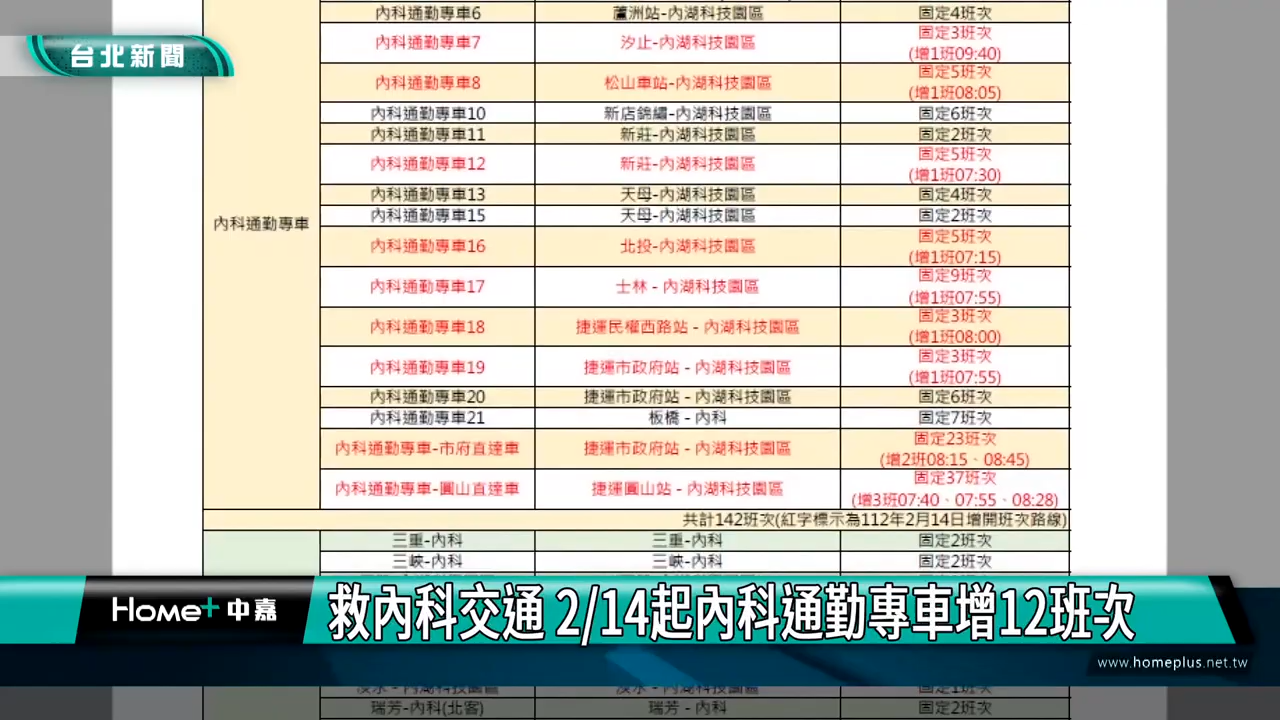 台北新聞
內科通勤專車
內科通勤專車6 蘆洲站-內湖科技園區 固定4班次
內科通勤專車7 汐止-內湖科技園區 固定3班次
(增1班09:40)
內科通勤專車8 松山車站-內湖科技園區 固定5班次
(增1班08:05)
內科通勤專車10 新店錦繡-內湖科技園區 固定6班次
內科通勤專車11 新莊-內湖科技園區 固定2班次
內科通勤專車12 新莊-內湖科技園區 固定5班次
(增1班07:30)
內科通勤專車13 天母-內湖科技園區 固定4班次
內科通勤專車15 天母-內湖科技園區 固定2班次
內科通勤專車16 北投-內湖科技園區 固定5班次
(增1班07:15)
內科通勤專車17 士林 - 內湖科技園區 固定9班次
(增1班07:55)
內科通勤專車18 捷運民權西路站 - 內湖科技園區 固定3班次
(增1班08:00)
內科通勤專車19 捷運市政府站 - 內湖科技園區 固定3班次
(增1班07:55)
內科通勤專車20 捷運市政府站 - 內湖科技園區 固定6班次
內科通勤專車21 板橋 - 內科 固定7班次
內科通勤專車-市府直達車 捷運市政府站 - 內湖科技園區 固定23班次
(增2班08:15、08:45)
內科通勤專車-圓山直達車 捷運圓山站 - 內湖科技園區 固定37班次
(增3班07:40、07:55、08:28)
共計142班次(紅字標示為112年2月14日增開班次路線)
三重-內科 三重-內科 固定2班次
三峽-內科 三峽-內科 固定2班次
Home+中嘉 救內科交通 2/14起內科通勤專車增12班次
www.homeplus.net.tw
淡水 - 內湖科技園區 淡水 - 內湖科技園區 固定1班次
瑞芳-內科(北客) 瑞芳 - 內科 固定2班次